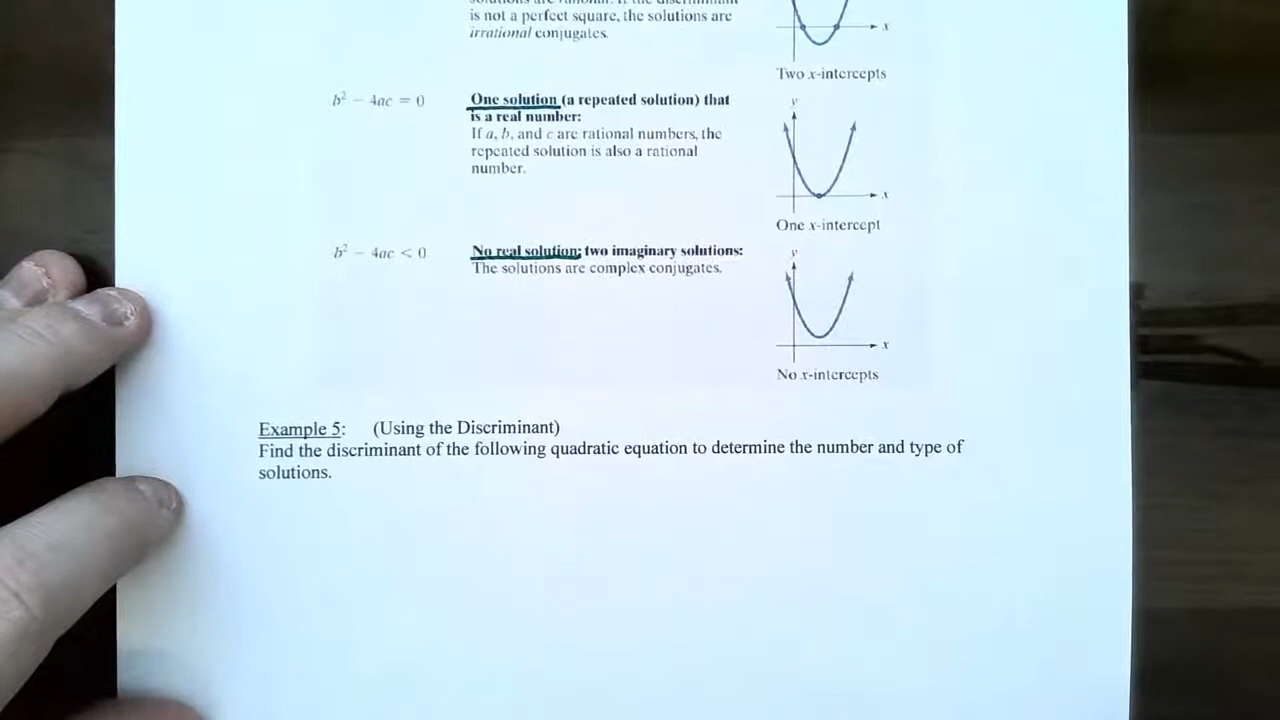 is not a perfect square, the solutions are
irrational conjugates.
x
Two x-intercepts
b² − 4ac = 0
One solution (a repeated solution) that
is a real number:
If a, b, and c are rational numbers, the
repeated solution is also a rational
number.
y
x
One x-intercept
b² − 4ac < 0
No real solution; two imaginary solutions:
The solutions are complex conjugates.
y
x
No x-intercepts
Example 5: (Using the Discriminant)
Find the discriminant of the following quadratic equation to determine the number and type of
solutions.